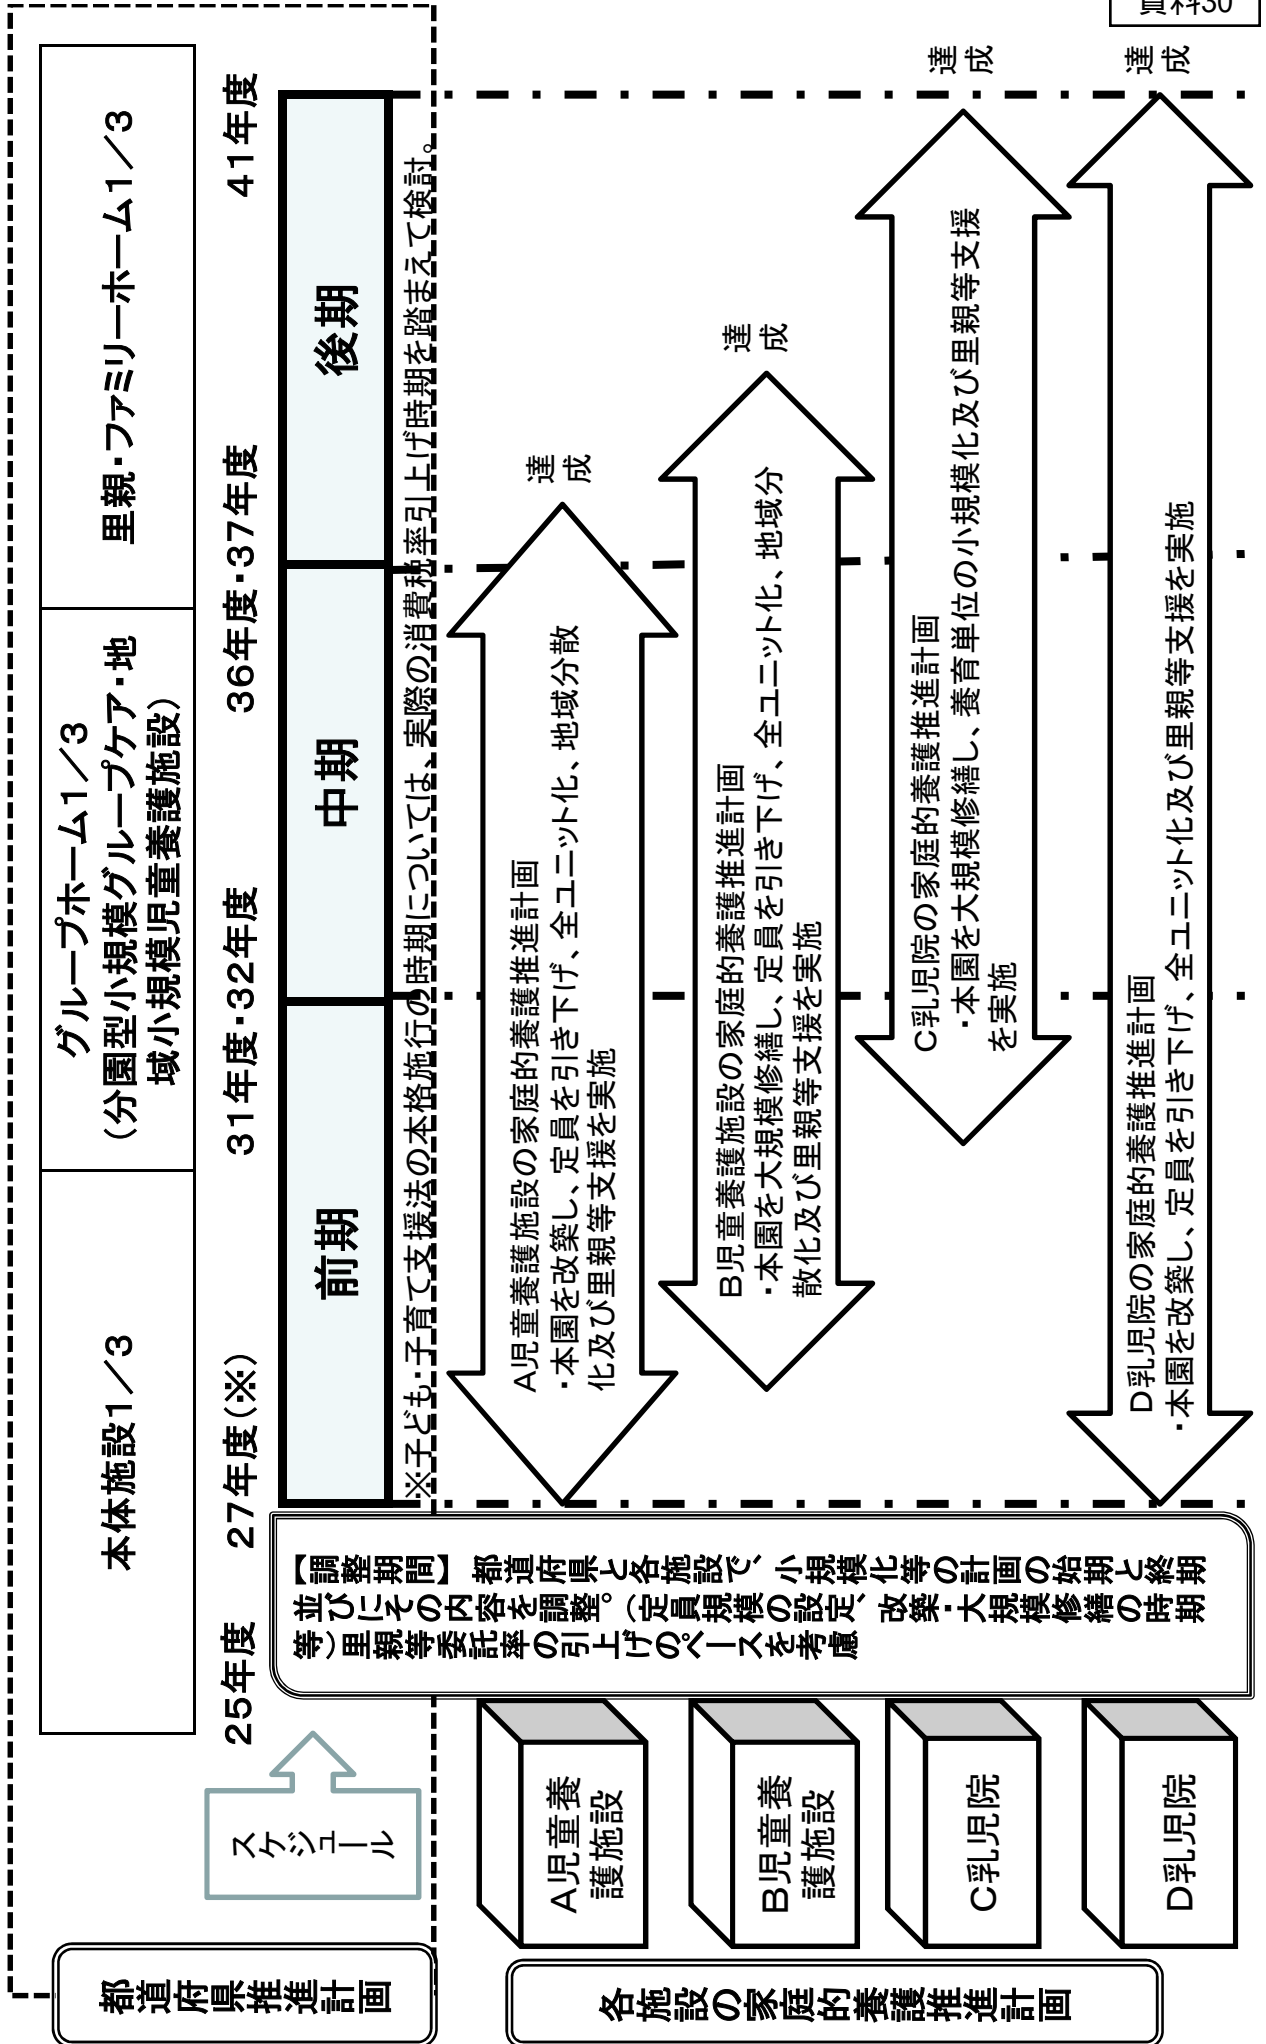 資料30
都道府県推進計画
本体施設1／3
グループホーム1／3
（分園型小規模グループケア・地
域小規模児童養護施設）
里親・ファミリーホーム1／3
スケジュール
25年度
27年度（※）
31年度・32年度
36年度・37年度
41年度
前期
中期
後期
※子ども・子育て支援法の本格施行の時期については、実際の消費税率引上げ時期を踏まえて検討。
【調整期間】 都道府県と各施設で、小規模化等の計画の始期と終期
並びにその内容を調整。（定員規模の設定、改築・大規模修繕の時期
等）里親等委託率の引上げのペースを考慮
各施設の家庭的養護推進計画
A児童養
護施設
A児童養護施設の家庭的養護推進計画
・本園を改築し、定員を引き下げ、全ユニット化、地域分散
化及び里親等支援を実施
達
成
B児童養
護施設
B児童養護施設の家庭的養護推進計画
・本園を大規模修繕し、定員を引き下げ、全ユニット化、地域分
散化及び里親等支援を実施
達
成
C乳児院
C乳児院の家庭的養護推進計画
・本園を大規模修繕し、養育単位の小規模化及び里親等支援
を実施
達
成
D乳児院
D乳児院の家庭的養護推進計画
・本園を改築し、定員を引き下げ、全ユニット化及び里親等支援を実施
達
成